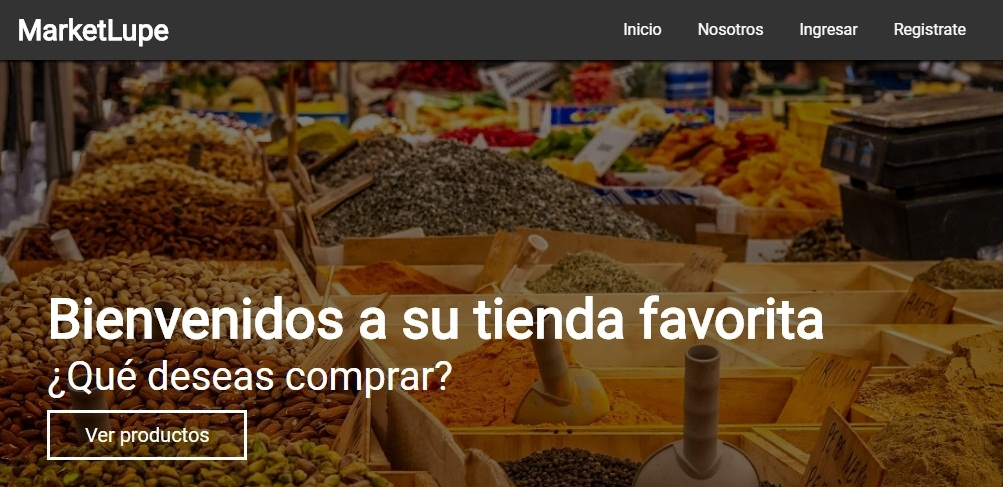 MarketLupe
Inicio Nosotros Ingresar Registrate
Bienvenidos a su tienda favorita
¿Qué deseas comprar?
Ver productos